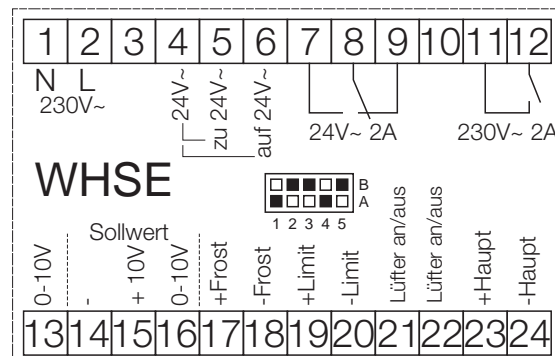 1 2 3 4 5 6 7 8 9 10 11 12
N L
230V~
24V~
zu 24V~
auf 24V~
24V~ 2A
230V~ 2A
WHSE
B
A
1 2 3 4 5
Sollwert
0-10V
-
+ 10V
0-10V
+Frost
-Frost
+Limit
-Limit
Lüfter an/aus
Lüfter an/aus
+Haupt
-Haupt
13 14 15 16 17 18 19 20 21 22 23 24